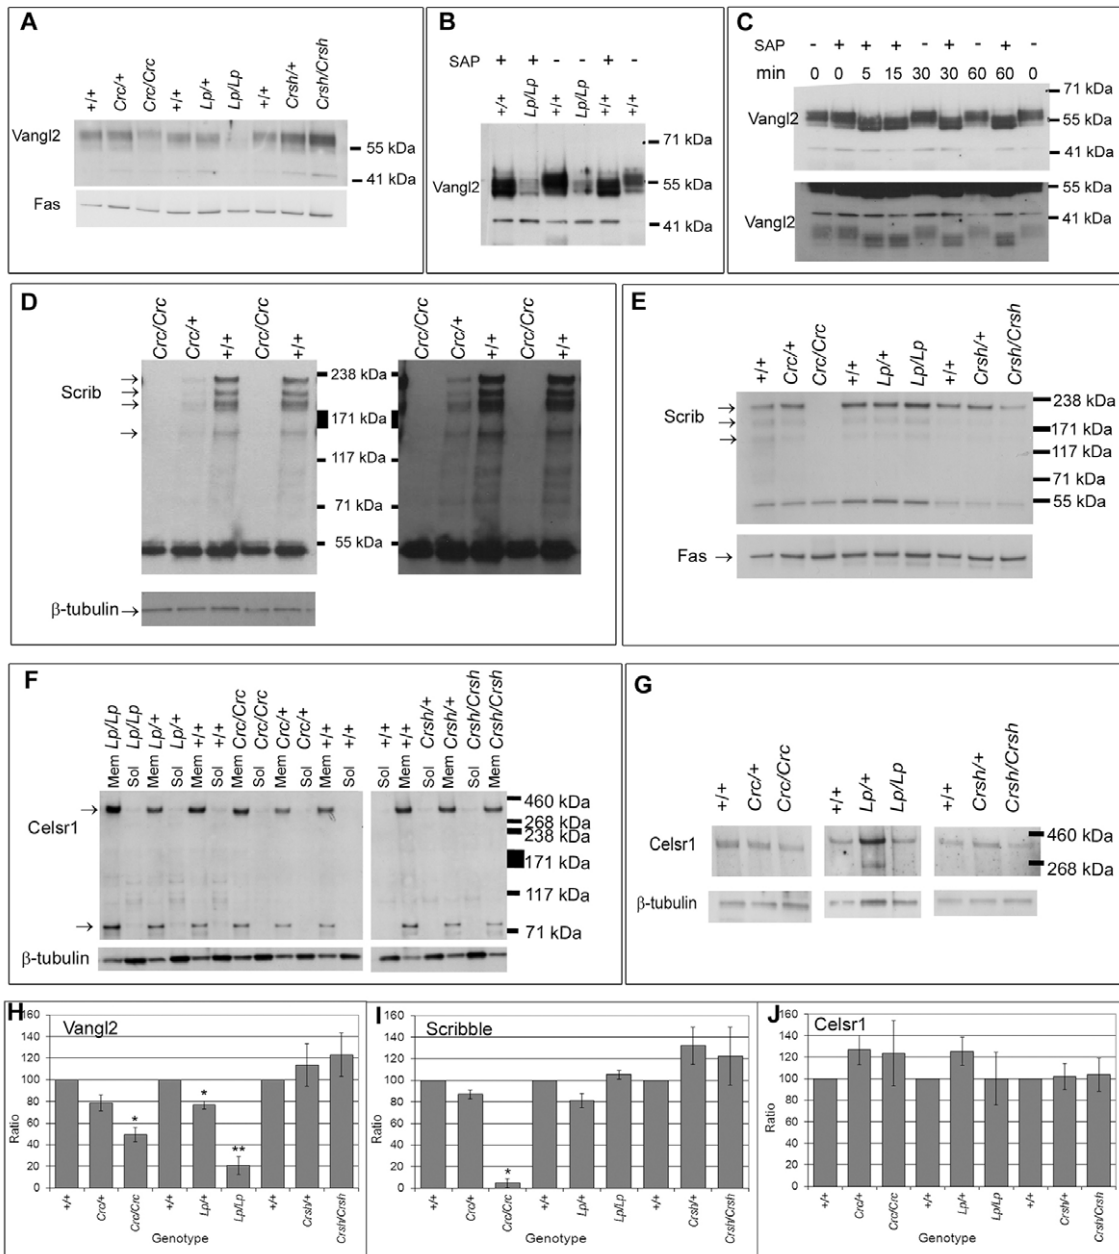 A
+/+ Crc/+ Crc/Crc +/+ Lp/+ Lp/Lp +/+ Crsh/+ Crsh/Crsh
Vangl2
55 kDa
41 kDa
Fas
B
SAP + + - - + -
+/+ Lp/Lp +/+ Lp/Lp +/+ +/+
71 kDa
Vangl2 55 kDa
41 kDa
C
SAP - + + + - + - + -
min 0 0 5 15 30 30 60 60 0
71 kDa
Vangl2 55 kDa
41 kDa
55 kDa
Vangl2 41 kDa
D
Crc/Crc Crc/+ +/+ Crc/Crc +/+ Crc/Crc Crc/+ +/+ Crc/Crc +/+
Scrib
238 kDa
171 kDa
117 kDa
71 kDa
55 kDa
β-tubulin→
E
+/+ Crc/+ Crc/Crc +/+ Lp/+ Lp/Lp +/+ Crsh/+ Crsh/Crsh
Scrib
238 kDa
171 kDa
117 kDa
71 kDa
55 kDa
Fas →
F
Mem Lp/Lp Sol Lp/Lp Mem Lp/+ Sol Lp/+ Mem +/+ Sol +/+ Mem Crc/Crc Sol Crc/Crc Mem Crc/+ Sol Crc/+ Mem +/+ Sol +/+ Sol +/+ Mem +/+ Sol Crsh/+ Mem Crsh/+ Sol Crsh/Crsh Mem Crsh/Crsh
Celsr1
460 kDa
268 kDa
238 kDa
171 kDa
117 kDa
71 kDa
β-tubulin
G
+/+ Crc/+ Crc/Crc +/+ Lp/+ Lp/Lp +/+ Crsh/+ Crsh/Crsh
Celsr1
460 kDa
268 kDa
β-tubulin
H
Vangl2
160
140
120
100
80
60
40
20
0
Ratio
* * **
+/+ Crc/+ Crc/Crc +/+ Lp/+ Lp/Lp +/+ Crsh/+ Crsh/Crsh
Genotype
I
Scribble
160
140
120
100
80
60
40
20
0
Ratio
*
+/+ Crc/+ Crc/Crc +/+ Lp/+ Lp/Lp +/+ Crsh/+ Crsh/Crsh
Genotype
J
Celsr1
160
140
120
100
80
60
40
20
0
Ratio
+/+ Crc/+ Crc/Crc +/+ Lp/+ Lp/Lp +/+ Crsh/+ Crsh/Crsh
Genotype